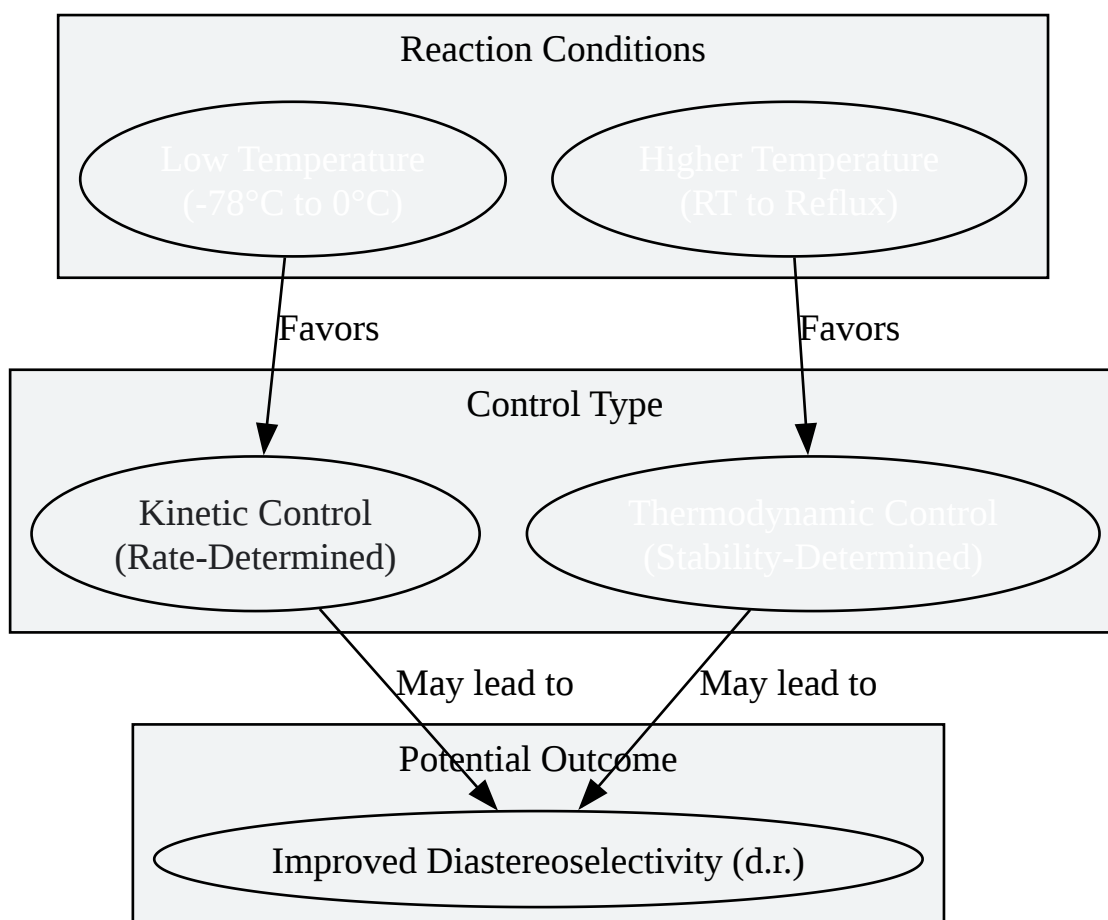 Reaction Conditions
Low Temperature
(-78°C to 0°C)
Higher Temperature
(RT to Reflux)
Favors
Favors
Control Type
Kinetic Control
(Rate-Determined)
Thermodynamic Control
(Stability-Determined)
May lead to
May lead to
Potential Outcome
Improved Diastereoselectivity (d.r.)